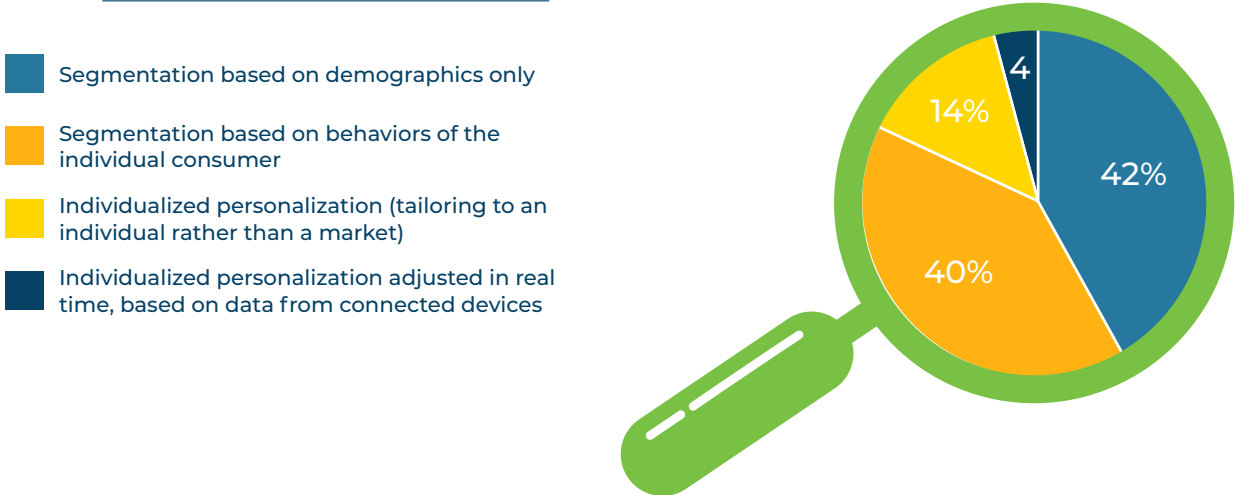 Segmentation based on demographics only
Segmentation based on behaviors of the
individual consumer
Individualized personalization (tailoring to an
individual rather than a market)
Individualized personalization adjusted in real
time, based on data from connected devices
4
14%
42%
40%